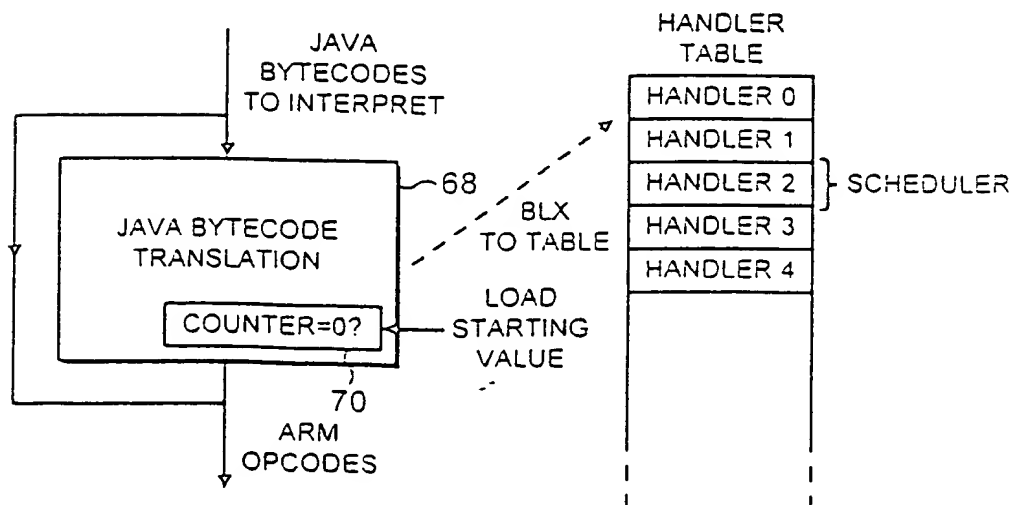 JAVA
BYTECODES
TO INTERPRET
HANDLER
TABLE
HANDLER 0
HANDLER 1
HANDLER 2
HANDLER 3
HANDLER 4
SCHEDULER
68
JAVA BYTECODE
TRANSLATION
BLX
TO TABLE
COUNTER=0?
LOAD
STARTING
VALUE
70
ARM
OPCODES